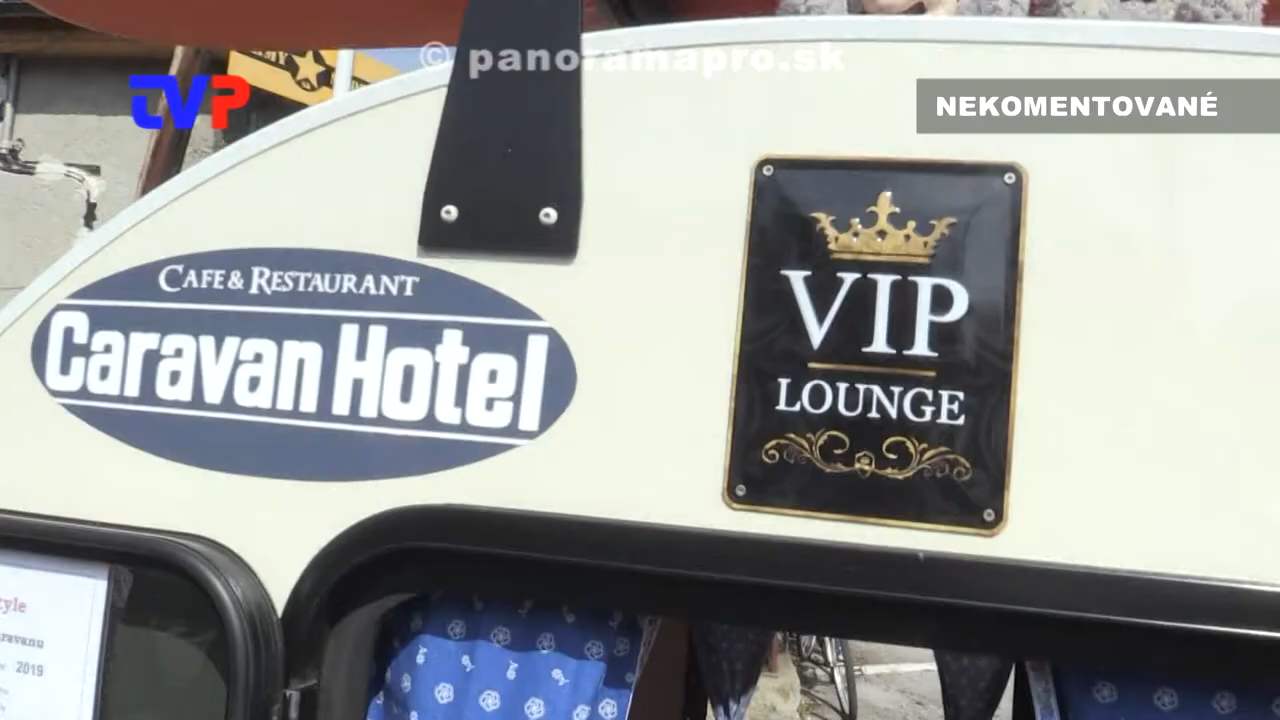 © panoramapro.sk
TVP
NEKOMENTOVANÉ
CAFE & RESTAURANT
Caravan Hotel
VIP
LOUNGE
2019